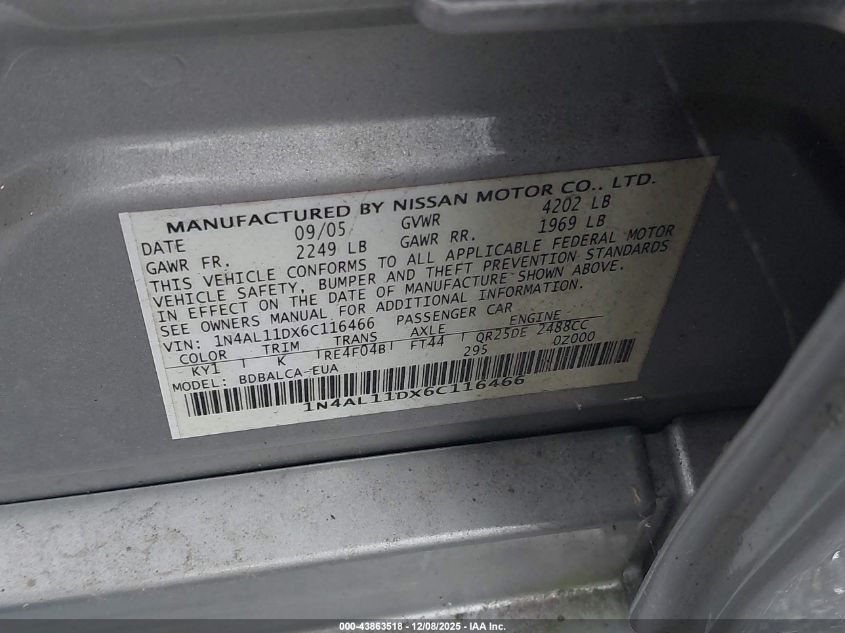 MANUFACTURED BY NISSAN MOTOR CO., LTD.
DATE 09/05 GVWR 4202 LB
GAWR FR. 2249 LB GAWR RR. 1969 LB
THIS VEHICLE CONFORMS TO ALL APPLICABLE FEDERAL MOTOR
VEHICLE SAFETY, BUMPER AND THEFT PREVENTION STANDARDS
IN EFFECT ON THE DATE OF MANUFACTURE SHOWN ABOVE.
SEE OWNERS MANUAL FOR ADDITIONAL INFORMATION.
VIN: 1N4AL11DX6C116466 PASSENGER CAR
COLOR TRIM TRANS AXLE ENGINE
KY1 K RE4F04B FT44 QR25DE 2488CC
MODEL: BDBALCA-EUA 295 0Z000
1N4AL11DX6C116466
000-43863518 - 12/08/2025 - IAA Inc.